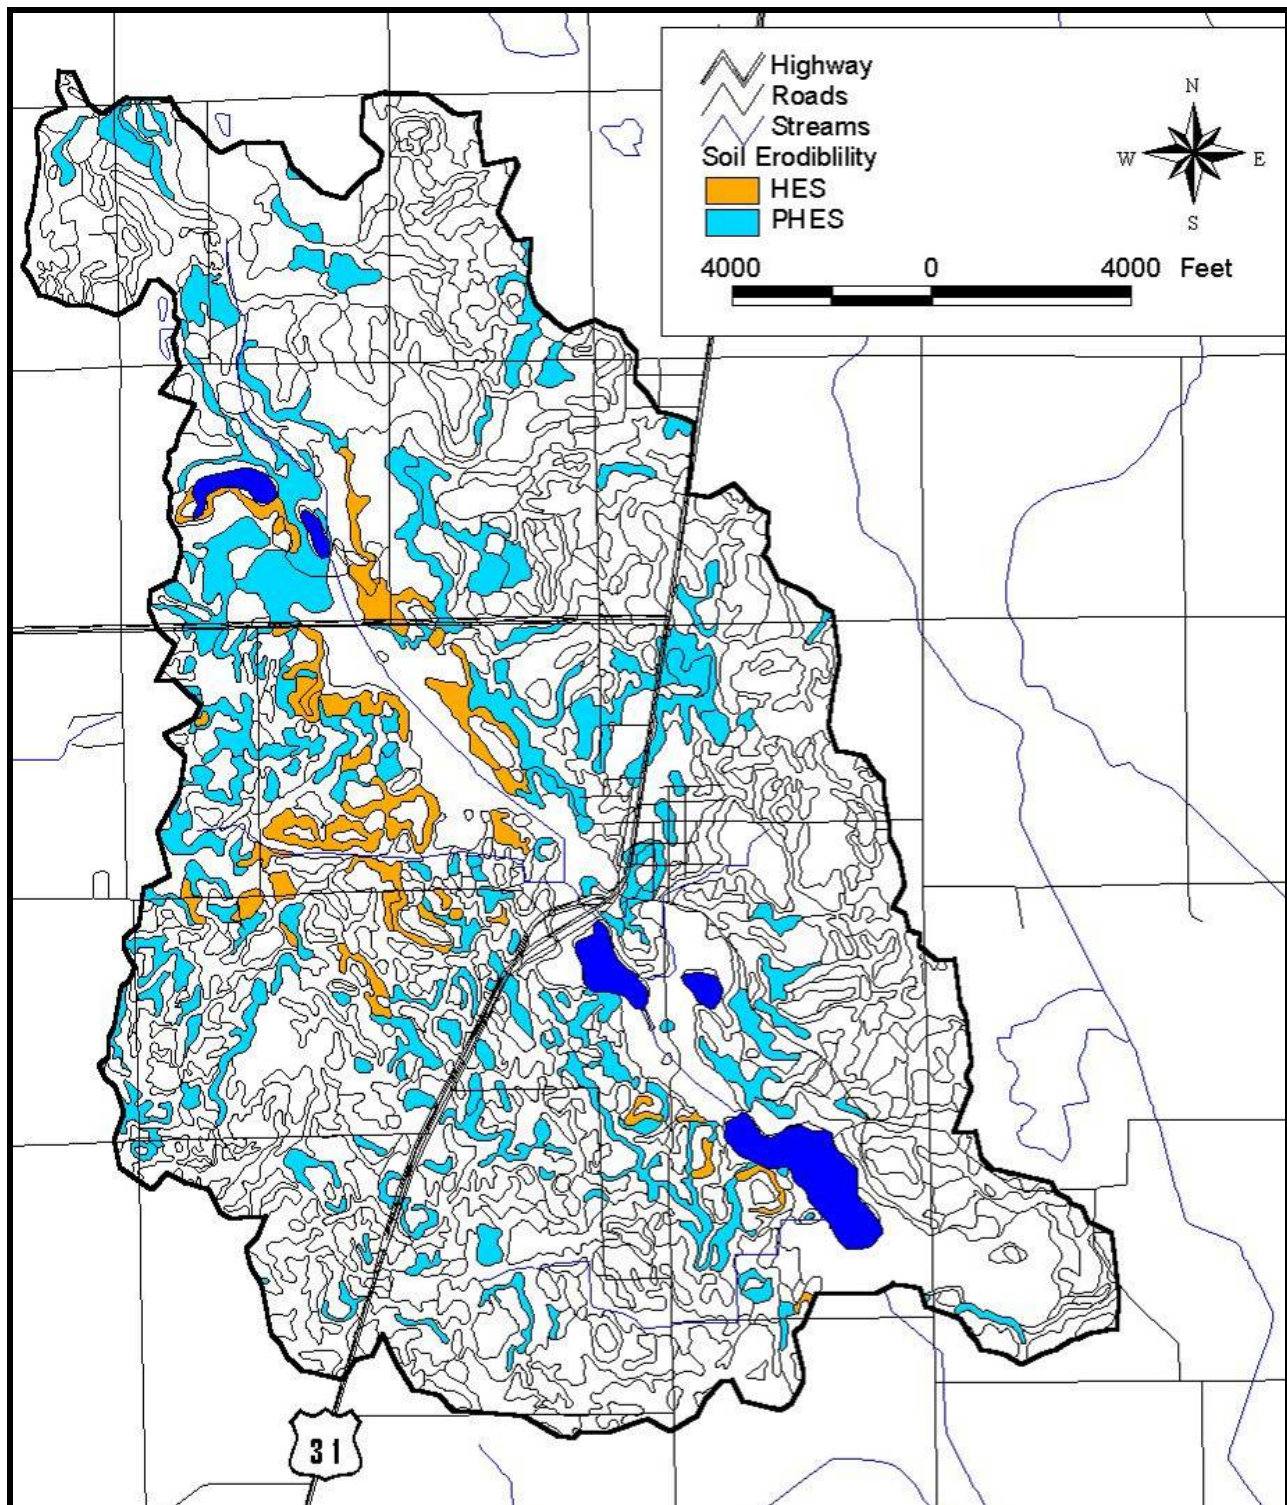 Highway
Roads
Streams
Soil Erodiblility
HES
PHES
N
W E
S
4000 0 4000 Feet
31